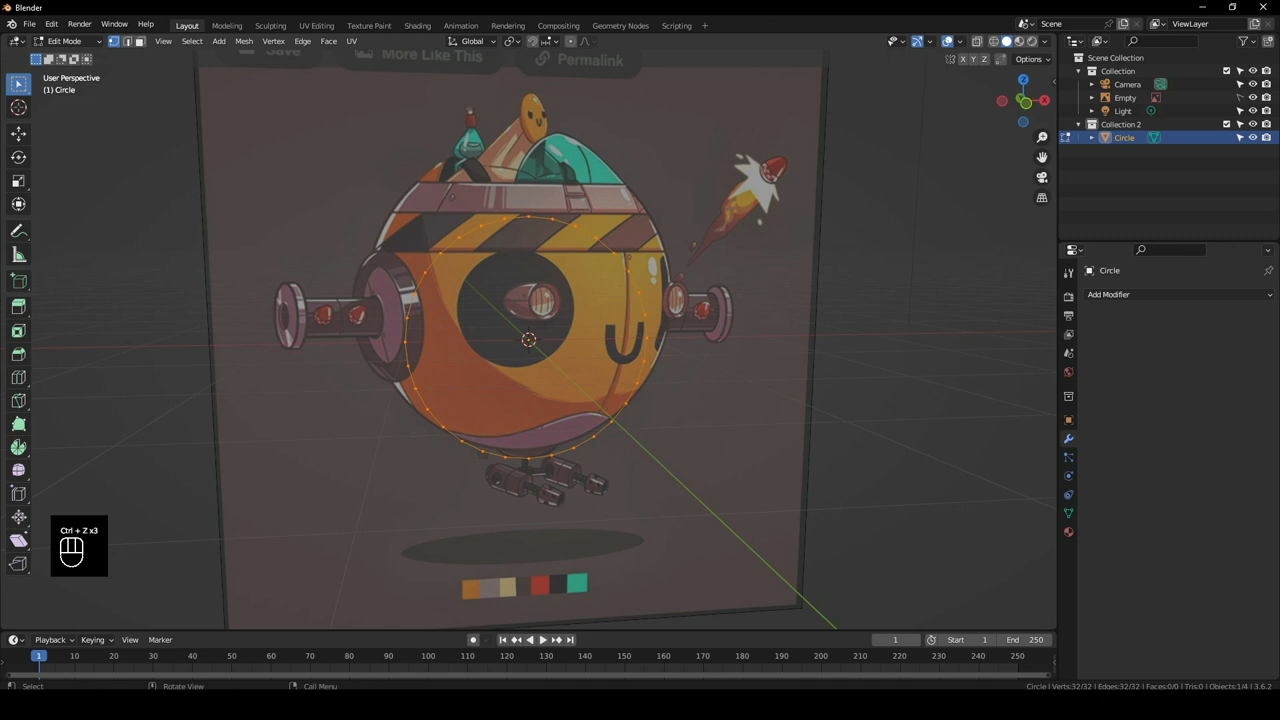 Blender
File Edit Render Window Help Layout Modeling Sculpting UV Editing Texture Paint Shading Animation Rendering Compositing Geometry Nodes Scripting + Scene ViewLayer
Edit Mode View Select Add Mesh Vertex Edge Face UV Global
X Y Z Options
Save More Like This Permalink
User Perspective
(1) Circle
Z
X
Scene Collection
Collection
Camera
Empty
Light
Collection 2
Circle
Circle
Add Modifier
Ctrl + Z x3
Playback Keying View Marker 1 Start 1 End 250
1 10 20 30 40 50 60 70 80 90 100 110 120 130 140 150 160 170 180 190 200 210 220 230 240 250
Select Rotate View Call Menu Circle | Verts:32/32 | Edges:32/32 | Faces:0/0 | Tris:0 | Objects:1/4 | 3.6.2